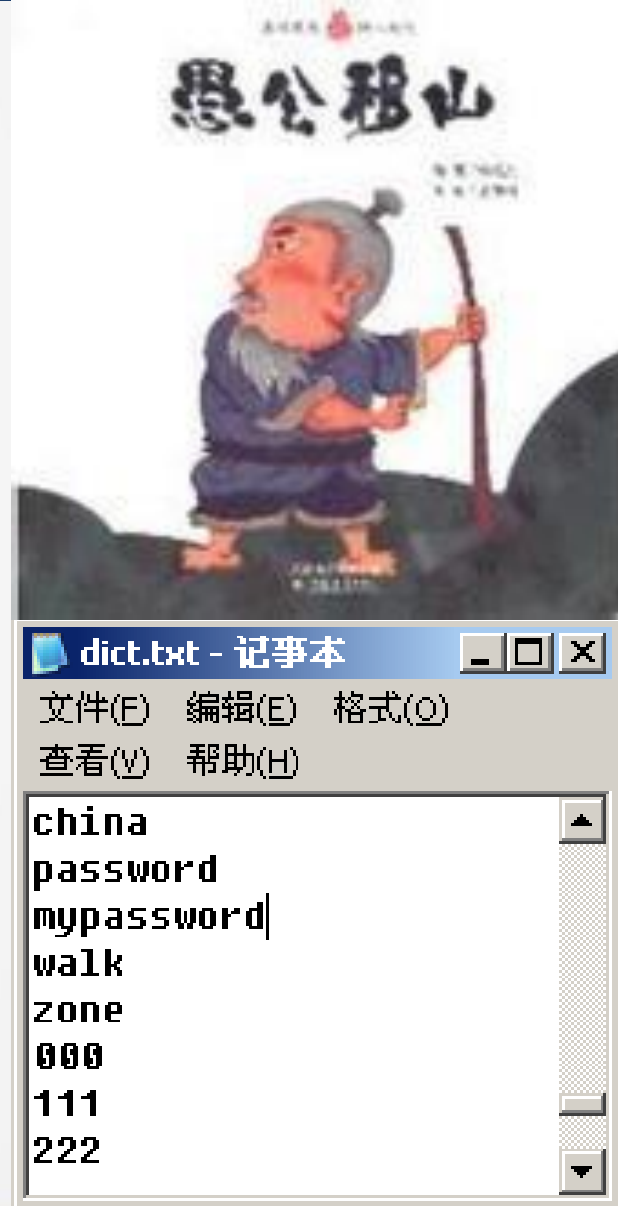 愚公移山
dict.txt - 记事本
文件(F) 编辑(E) 格式(O)
查看(V) 帮助(H)
china
password
mypassword
walk
zone
000
111
222